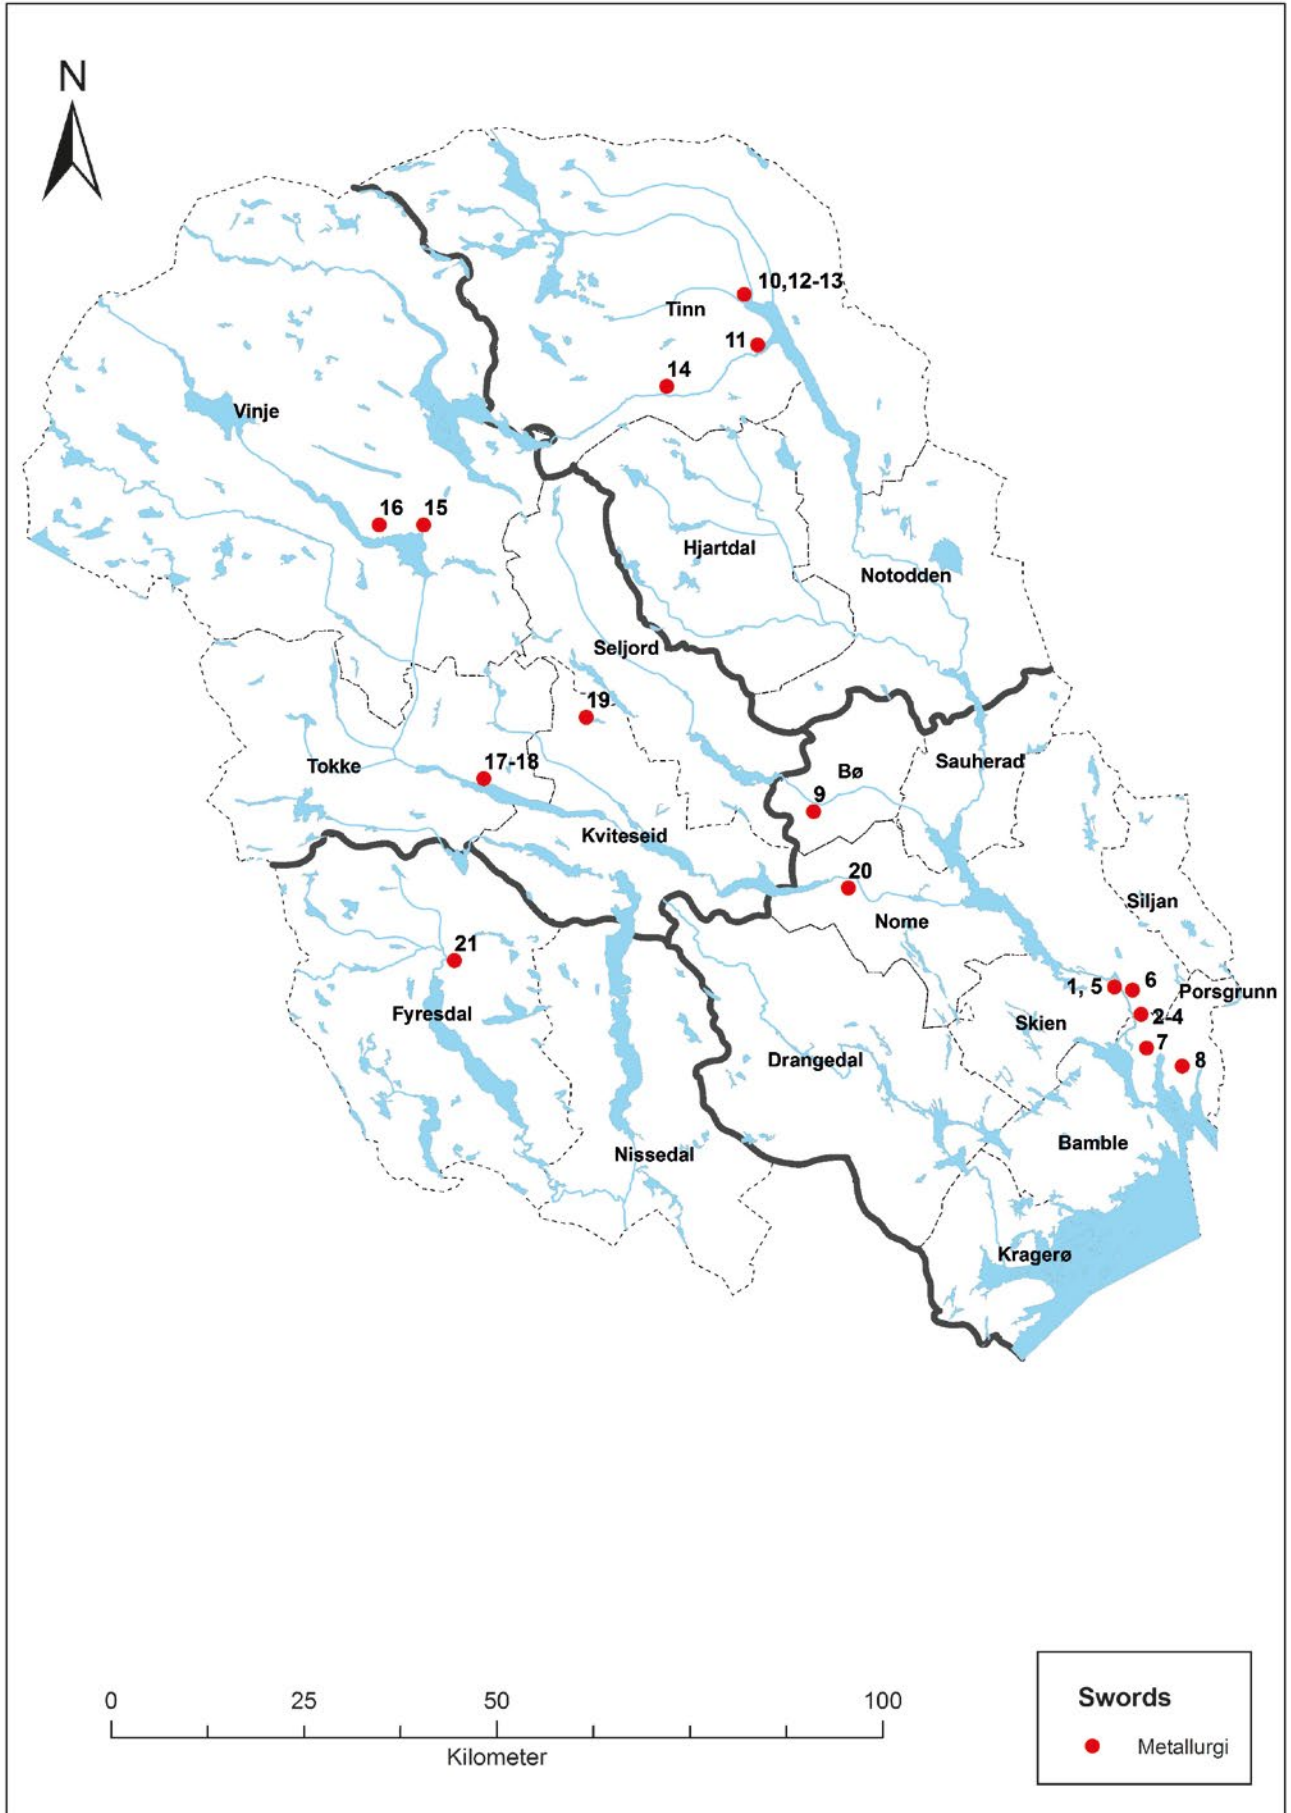 N
10,12-13
Tinn
11
14
Vinje
16
15
Hjartdal
Notodden
Seljord
19
Tokke
17-18
Bø
Sauherad
9
Kviteseid
20
Nome
Siljan
21
1, 5
6
Porsgrunn
Fyresdal
Skien
2-4
7
8
Drangedal
Bamble
Nissedal
Kragerø
0
25
50
100
Kilometer
Swords
Metallurgi